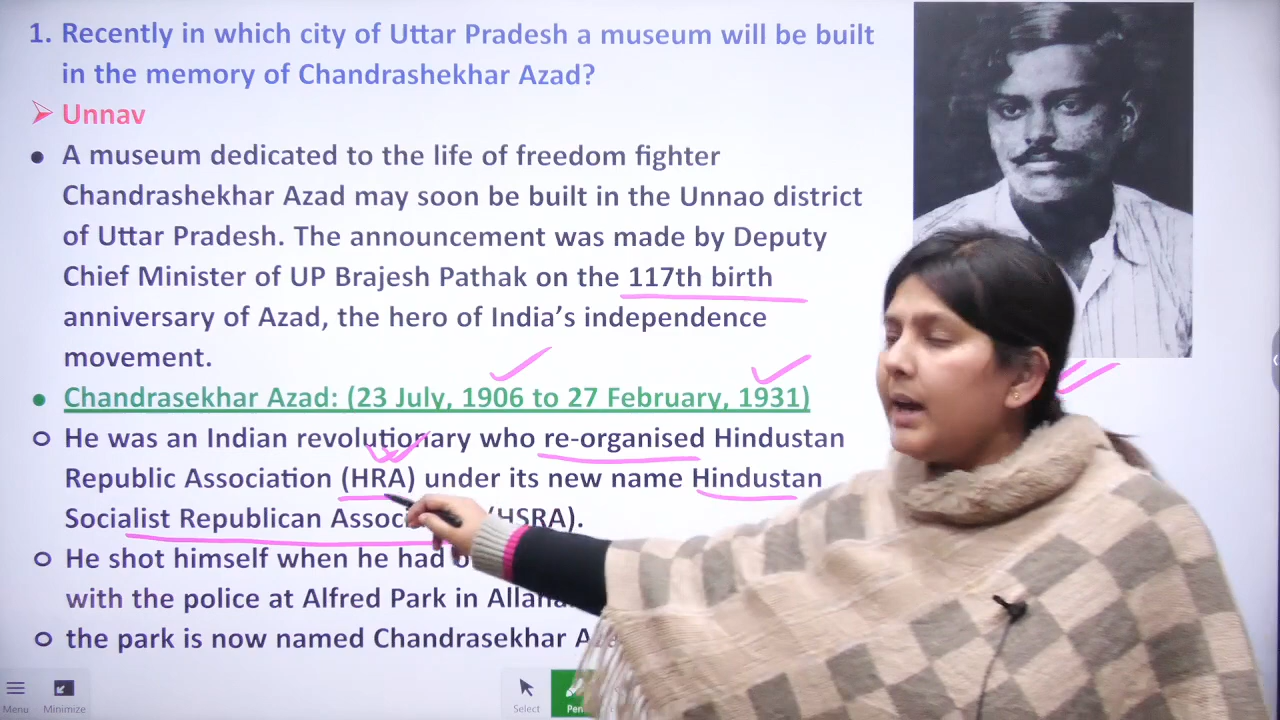 1. Recently in which city of Uttar Pradesh a museum will be built
in the memory of Chandrashekhar Azad?
Unnav
A museum dedicated to the life of freedom fighter
Chandrashekhar Azad may soon be built in the Unnao district
of Uttar Pradesh. The announcement was made by Deputy
Chief Minister of UP Brajesh Pathak on the 117th birth
anniversary of Azad, the hero of India's independence
movement.
Chandrasekhar Azad: (23 July, 1906 to 27 February, 1931)
He was an Indian revolutionary who re-organised Hindustan
Republic Association (HRA) under its new name Hindustan
Socialist Republican (HSRA).
He shot himself when he had
with the police at Alfred Park in
the park is now named Chandrasekhar
Menu Minimize Select Pen